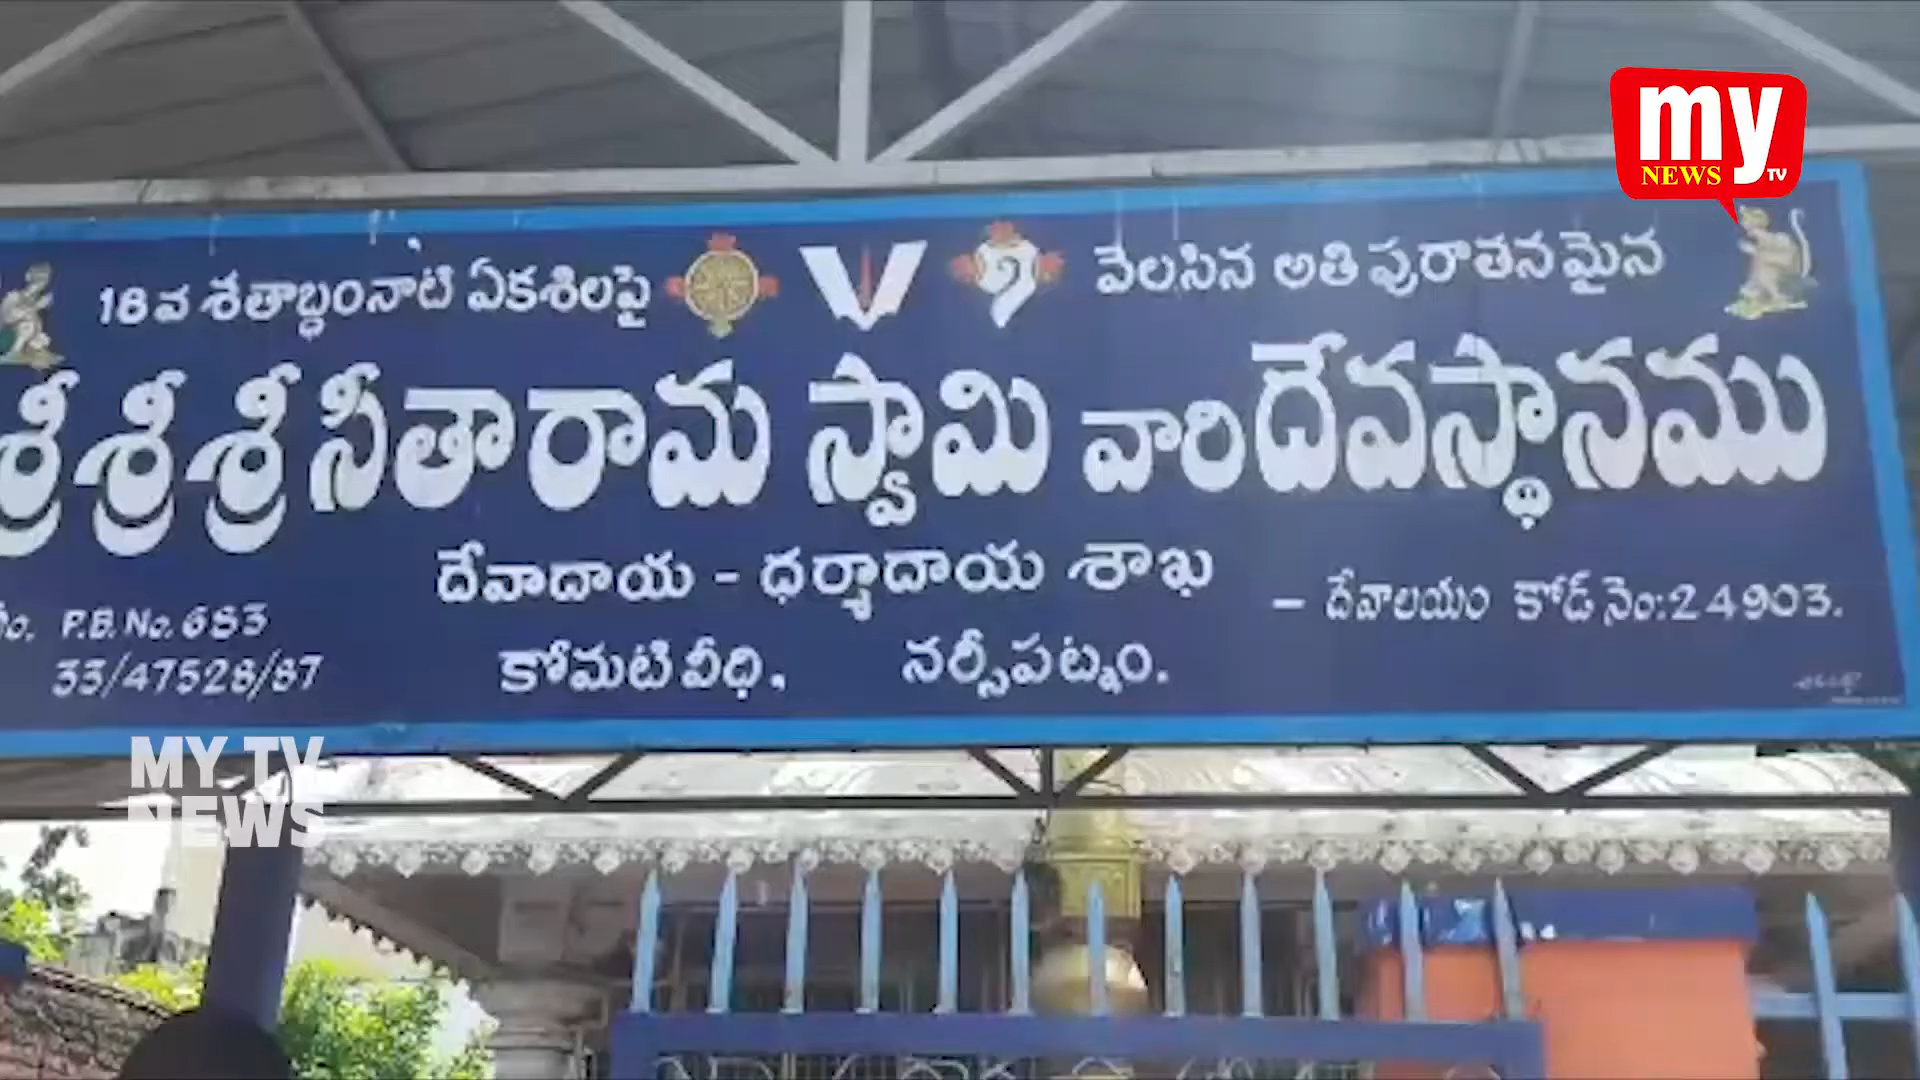 my
NEWS TV
18వ శతాబ్ధంనాటి ఏకశిలపై వెలసిన అతి పురాతనమైన
శ్రీ శ్రీ శ్రీ సీతారామ స్వామి వారి దేవస్థానము
దేవాదాయ - ధర్మాదాయ శాఖ
- దేవాలయం కోడ్ నెం:24903.
నం. P.B. No. 683
33/47528/87
కోమటి వీధి. నర్సీపట్నం.
MY TV
NEWS